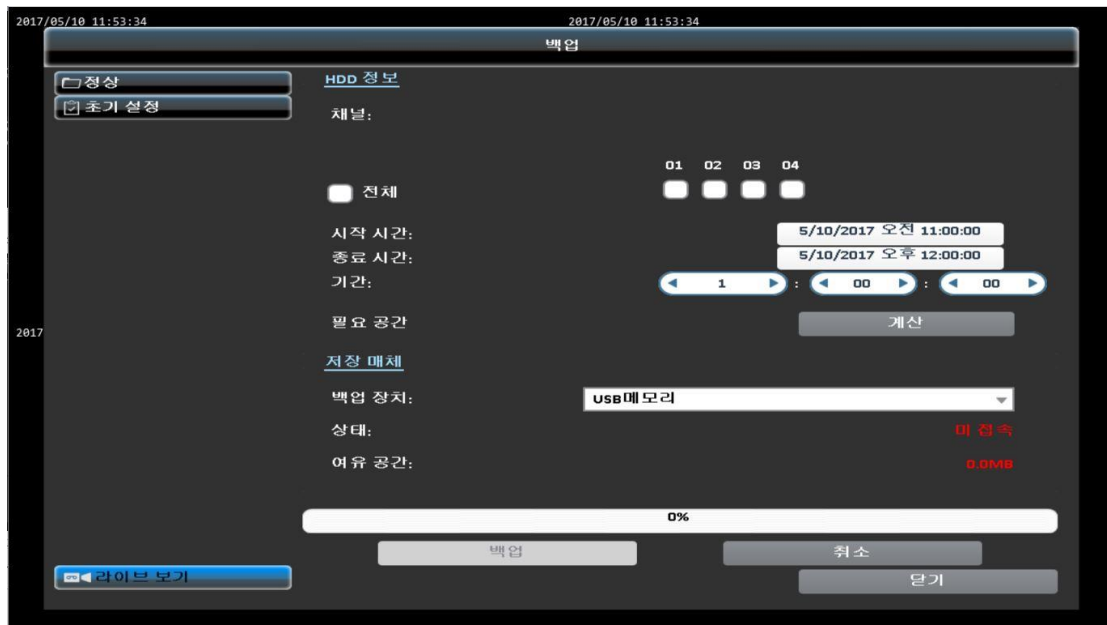 2017/05/10 11:53:34
2017/05/10 11:53:34
백업
정상
초기 설정
HDD 정보
채널:
01 02 03 04
전체
시작 시간: 5/10/2017 오전 11:00:00
종료 시간: 5/10/2017 오후 12:00:00
기간: 1 : 00 : 00
필요 공간 계산
2017
저장 매체
백업 장치: USB메모리
상태: 미 접속
여유 공간: 0.0MB
0%
백업 취소
라이브 보기
닫기